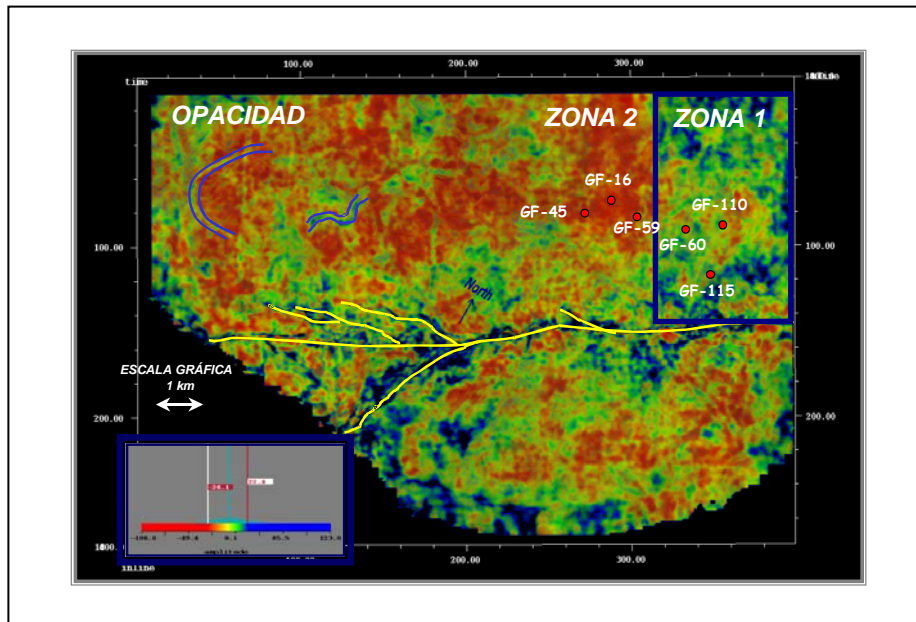 100.00 200.00 300.00
time
OPACIDAD ZONA 2 ZONA 1
GF-16
GF-45
GF-59
GF-110
GF-60
GF-115
100.00 100.00
North
ESCALA GRÁFICA
1 km
200.00 200.00
amplitude
inline
200.00 300.00